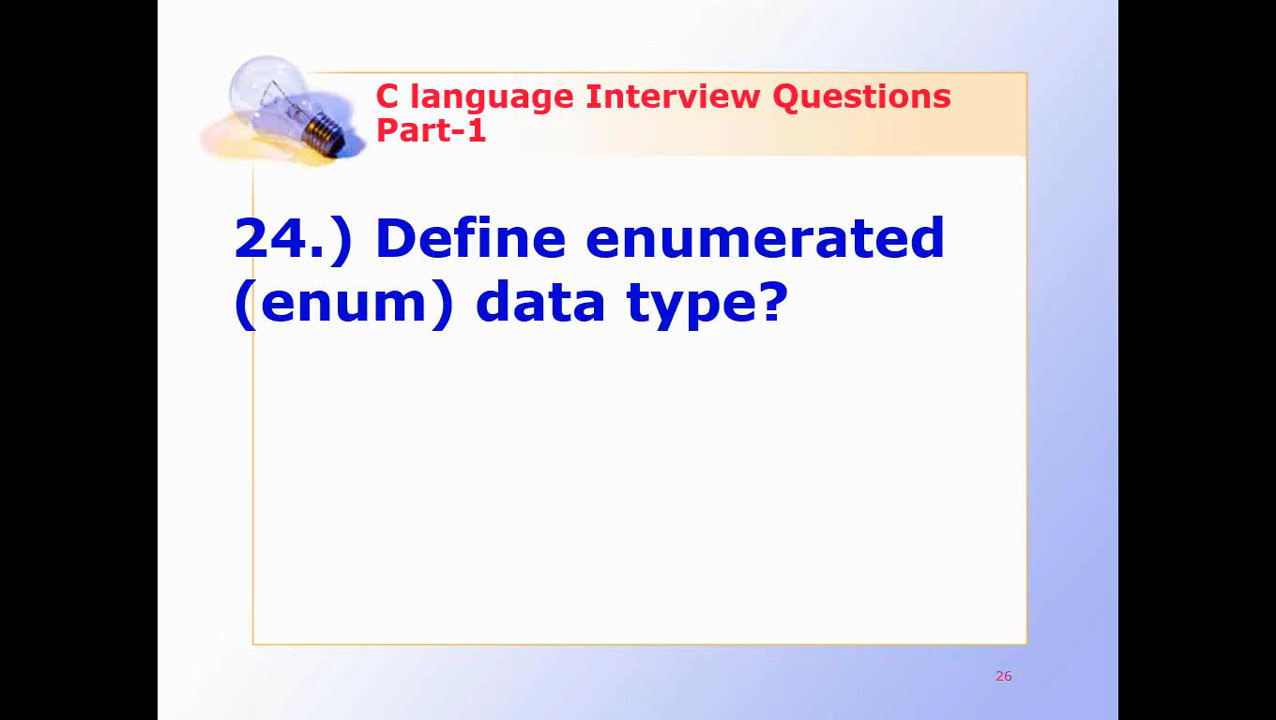 C language Interview Questions
Part-1
24.) Define enumerated
(enum) data type?
26